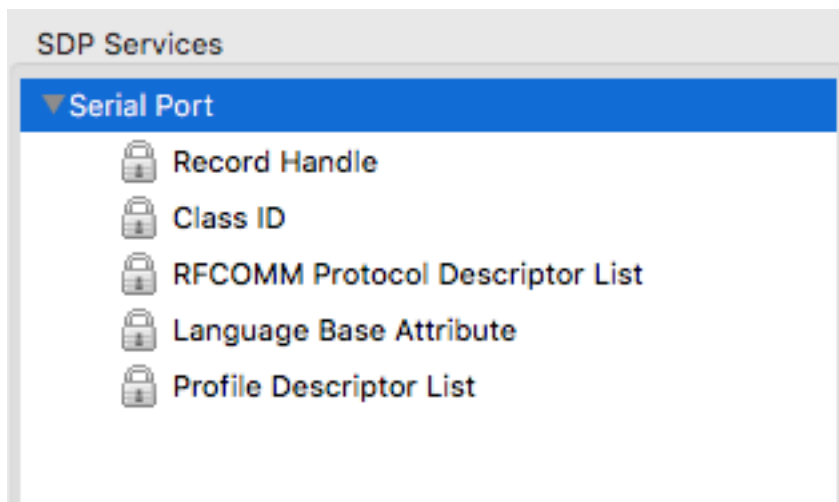 SDP Services
Serial Port
Record Handle
Class ID
RFCOMM Protocol Descriptor List
Language Base Attribute
Profile Descriptor List